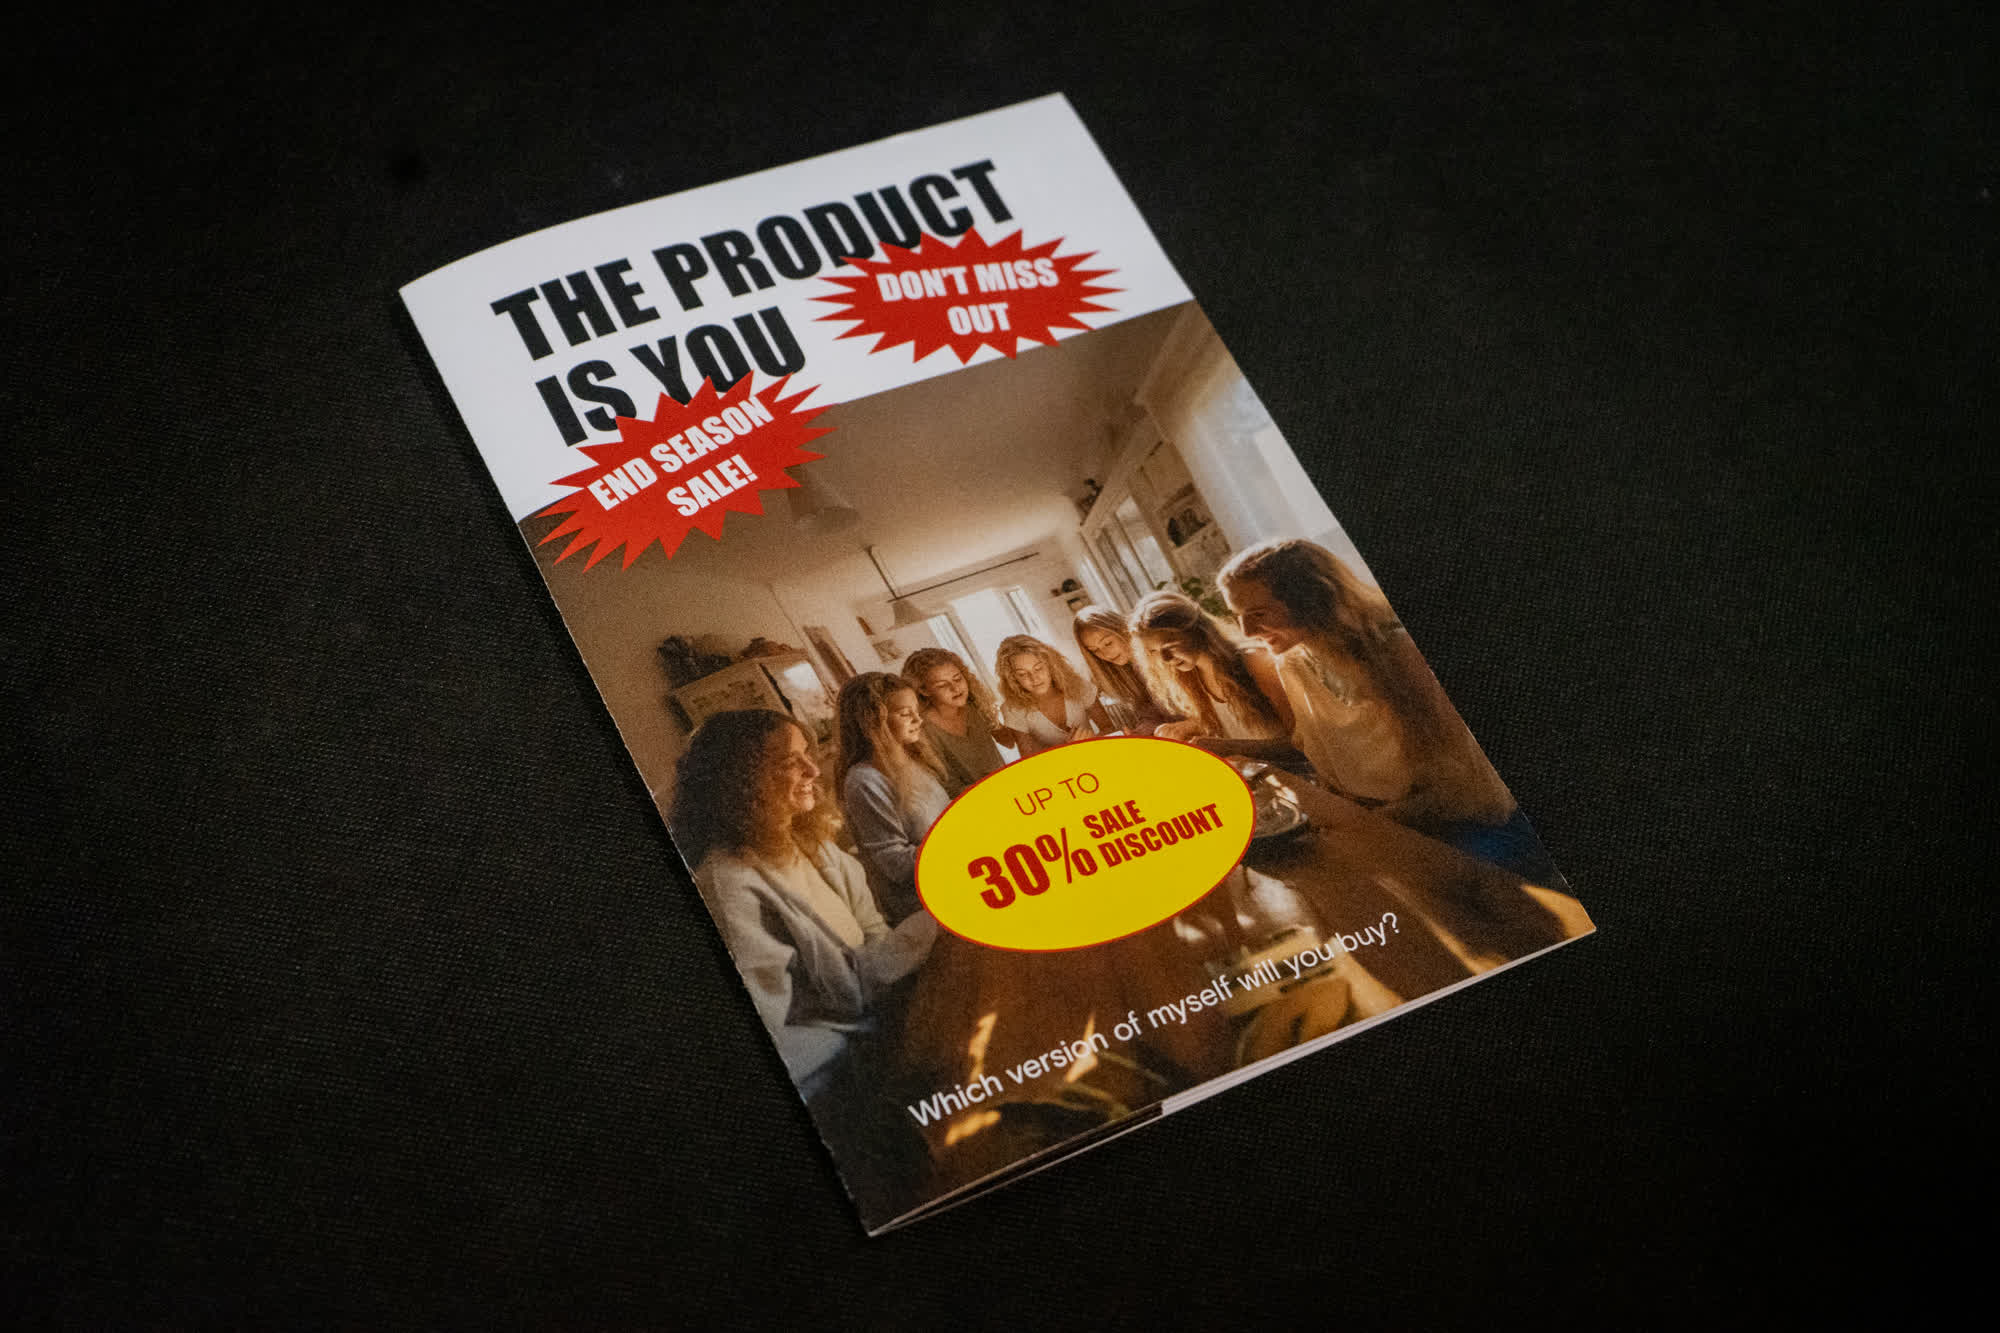 THE PRODUCT
IS YOU
DON'T MISS
OUT
END SEASON
SALE!
UP TO
30% SALE
DISCOUNT
Which version of myself will you buy?